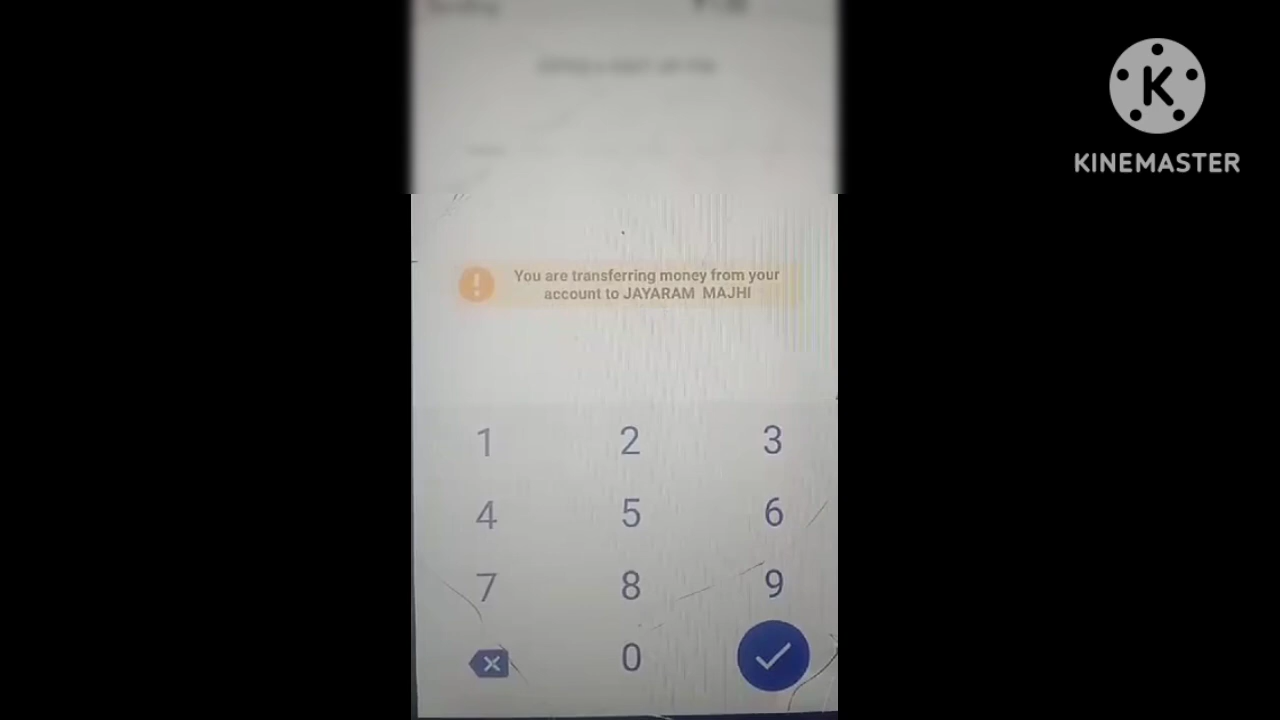 K
KINEMASTER
You are transferring money from your
account to JAYARAM MAJHI
1 2 3
4 5 6
7 8 9
0